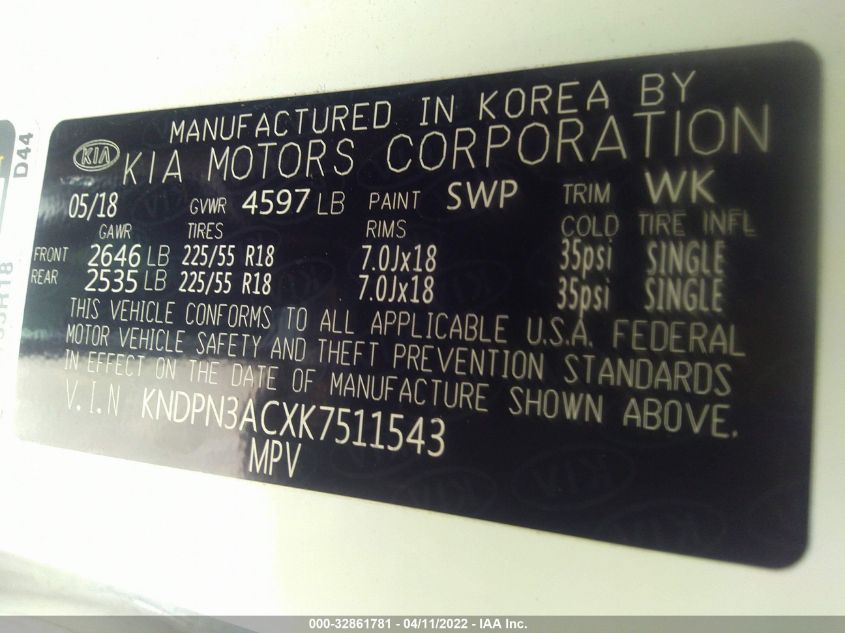 MANUFACTURED IN KOREA BY
KIA KIA MOTORS CORPORATION
05/18 GVWR 4597 LB PAINT SWP TRIM WK
GAWR TIRES RIMS COLD TIRE INFL
FRONT 2646 LB 225/55 R18 7.0Jx18 35psi SINGLE
REAR 2535 LB 225/55 R18 7.0Jx18 35psi SINGLE
THIS VEHICLE CONFORMS TO ALL APPLICABLE U.S.A. FEDERAL
MOTOR VEHICLE SAFETY AND THEFT PREVENTION STANDARDS
IN EFFECT ON THE DATE OF MANUFACTURE SHOWN ABOVE.
V.I.N KNDPN3ACXK7511543
MPV
D44
000-32861781 - 04/11/2022 - IAA Inc.